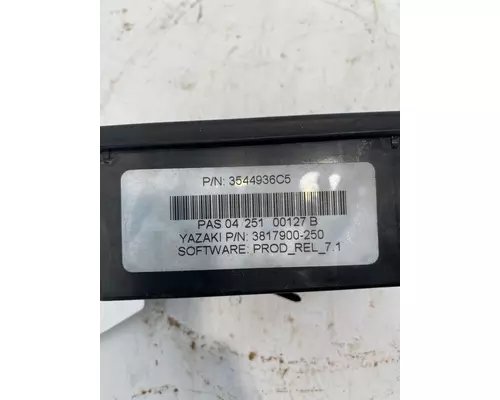 P/N: 3544936C5
PAS 04 251 00127 B
YAZAKI P/N: 3817900-250
SOFTWARE: PROD_REL_7.1